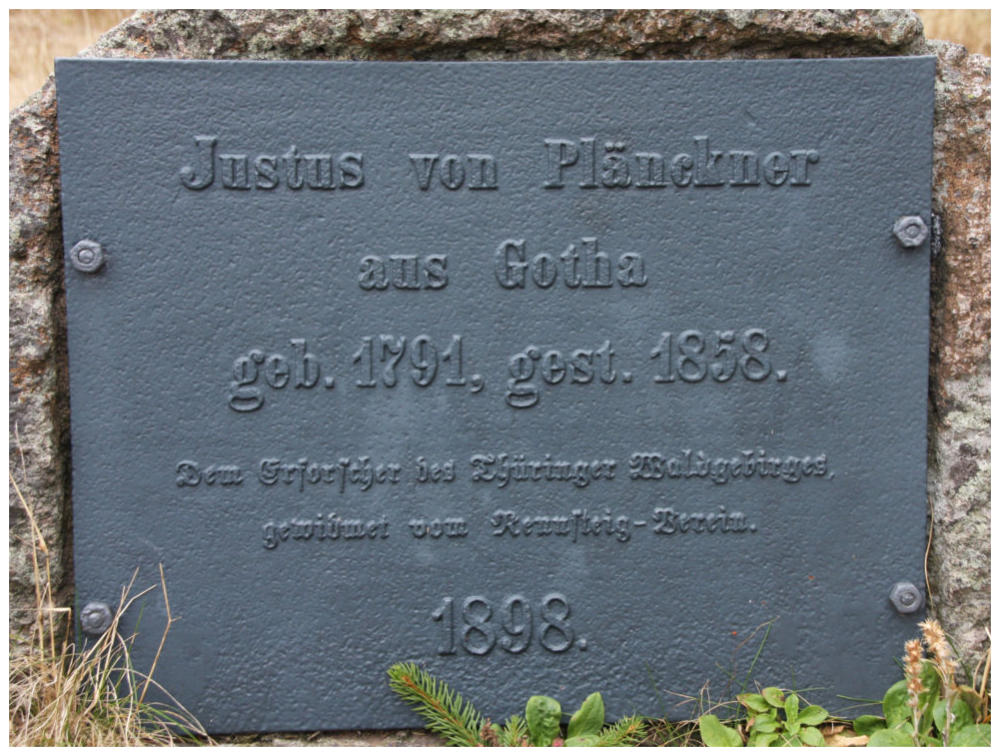 Justus von Plänckner
aus Gotha
geb. 1791, gest. 1858.
Dem Erforscher des Thüringer Waldgebirges,
gewidmet vom Rennsteig-Verein.
1898.